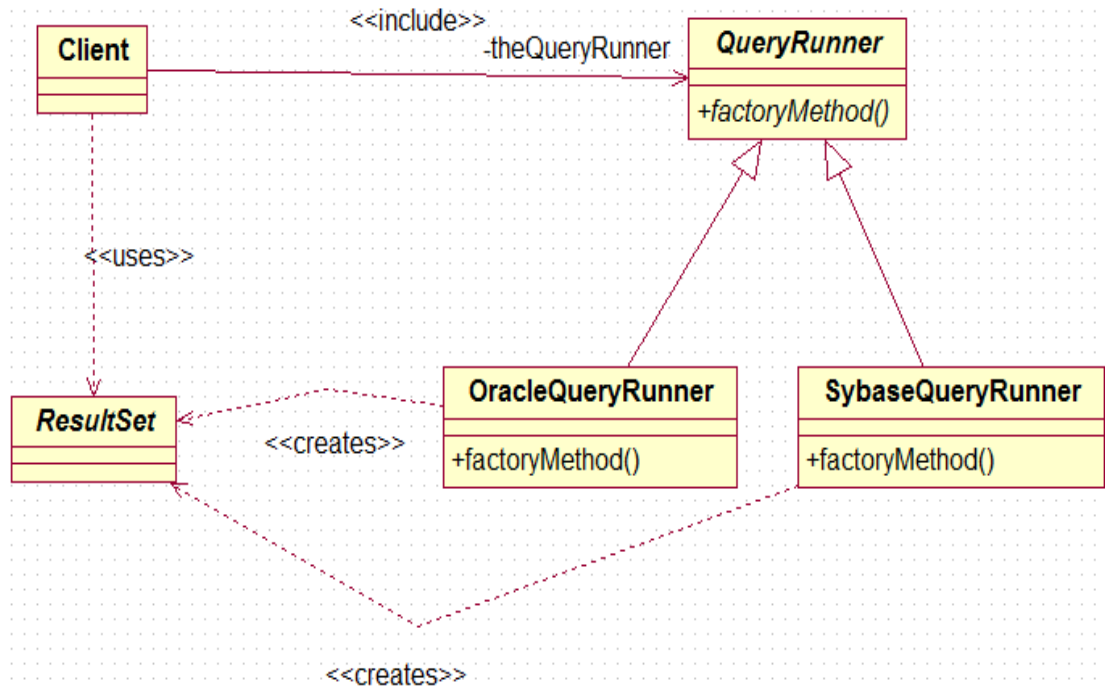 <<include>>
Client
-theQueryRunner
QueryRunner
+factoryMethod()
<<uses>>
ResultSet
<<creates>>
OracleQueryRunner
+factoryMethod()
SybaseQueryRunner
+factoryMethod()
<<creates>>